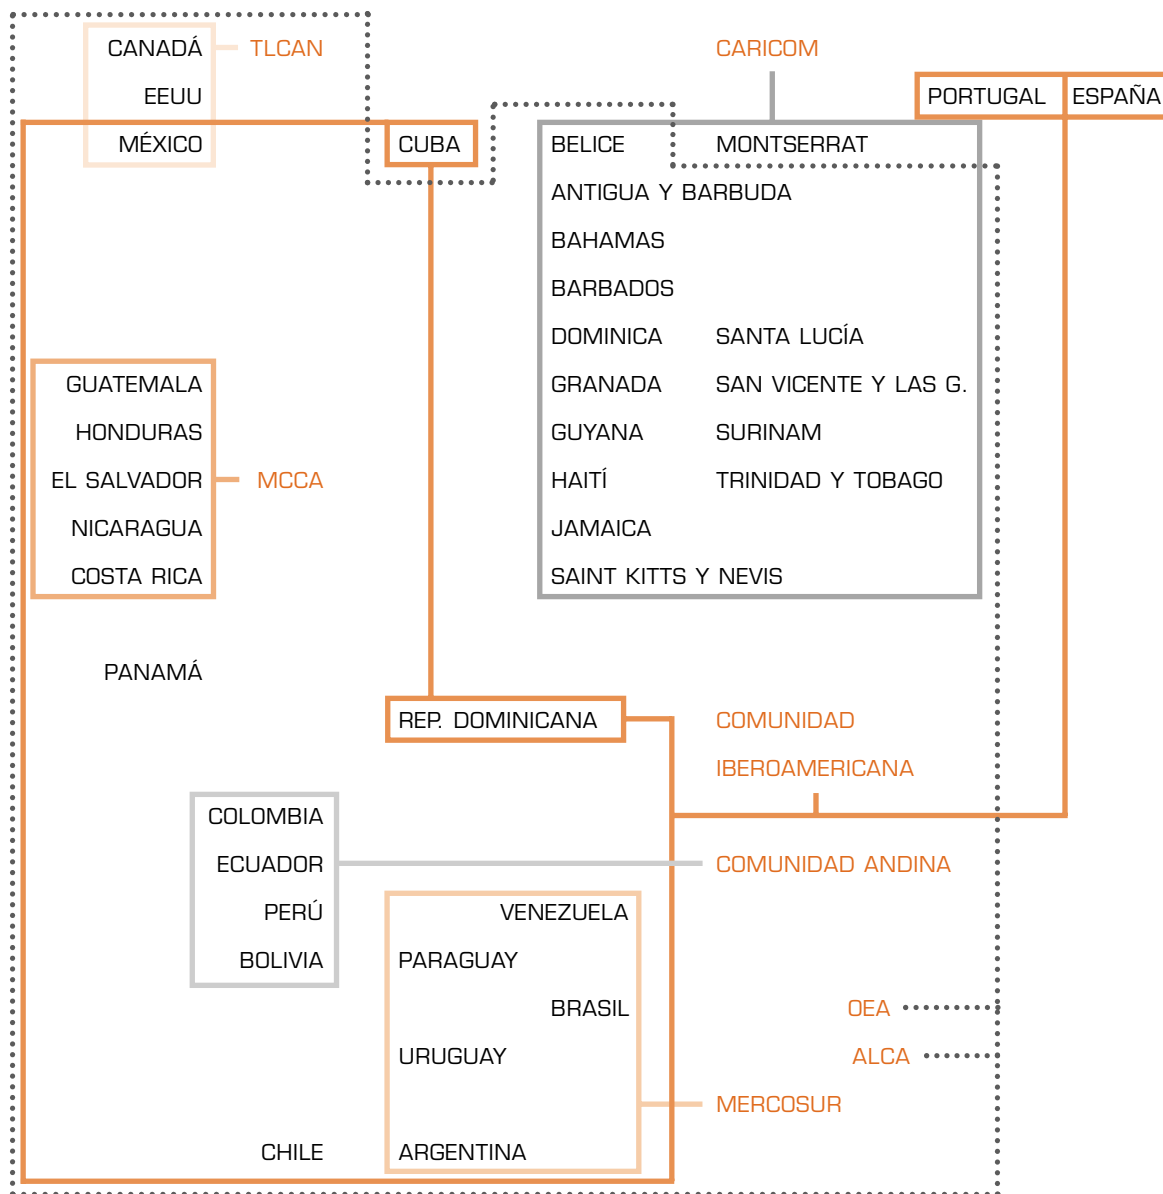 CANADÁ TLCAN CARICOM
EEUU PORTUGAL ESPAÑA
MÉXICO CUBA BELICE MONTSERRAT
ANTIGUA Y BARBUDA
BAHAMAS
BARBADOS
DOMINICA SANTA LUCÍA
GUATEMALA GRANADA SAN VICENTE Y LAS G.
HONDURAS GUYANA SURINAM
EL SALVADOR MCCA HAITÍ TRINIDAD Y TOBAGO
NICARAGUA JAMAICA
COSTA RICA SAINT KITTS Y NEVIS
PANAMÁ
REP. DOMINICANA COMUNIDAD
IBEROAMERICANA
COLOMBIA
ECUADOR COMUNIDAD ANDINA
PERÚ VENEZUELA
BOLIVIA PARAGUAY
BRASIL OEA
URUGUAY ALCA
MERCOSUR
CHILE ARGENTINA